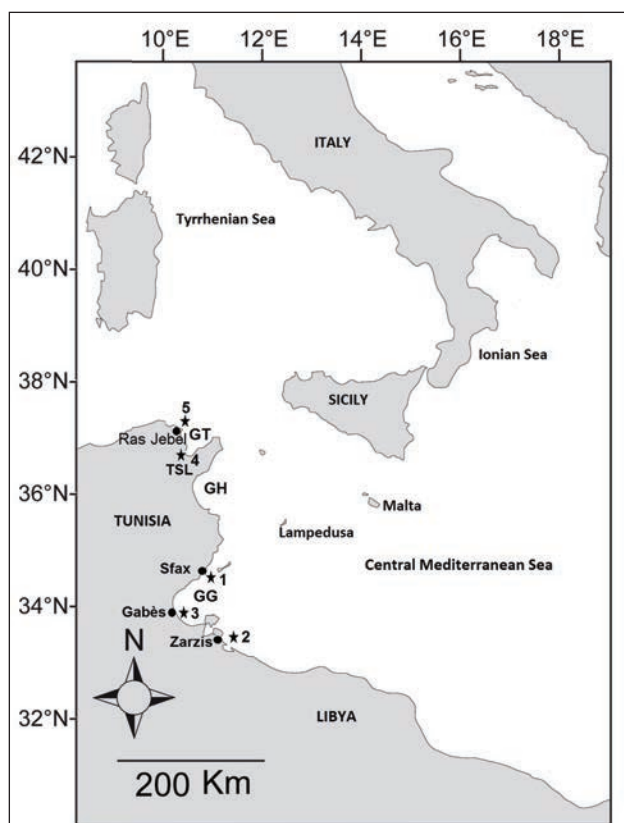 10°E 12°E 14°E 16°E 18°E
42°N
ITALY
Tyrrhenian Sea
40°N
Ionian Sea
38°N
SICILY
5
Ras Jebel
GT
4
TSL
36°N
GH
Malta
TUNISIA
Lampedusa
Central Mediterranean Sea
Sfax
1
34°N
GG
Gabès
3
N
Zarzis
2
32°N
LIBYA
200 Km